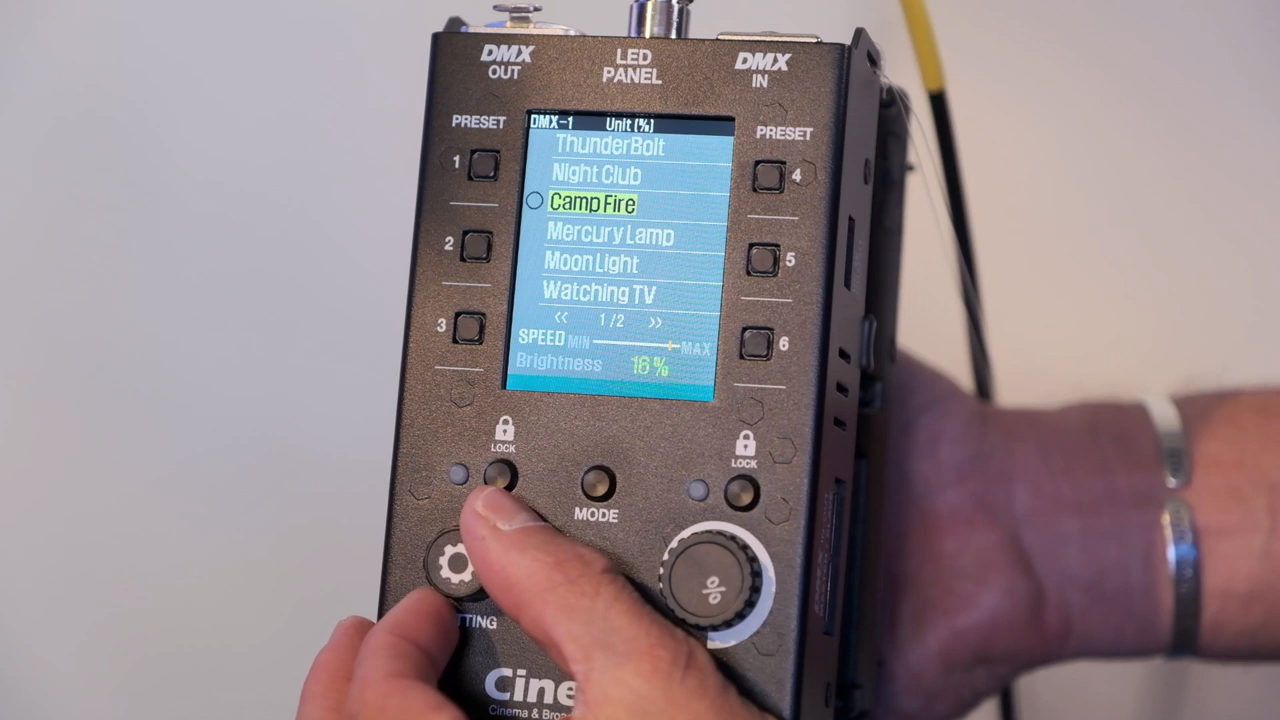 DMX
OUT
LED
PANEL
DMX
IN
PRESET
1
2
3
DMX-1 Unit (%)
ThunderBolt
Night Club
Camp Fire
Mercury Lamp
Moon Light
Watching TV
<< 1/2 >>
SPEED MIN MAX
Brightness 16%
PRESET
4
5
6
LOCK
MODE
LOCK
%
TTING
Cine
Cinema & Broa